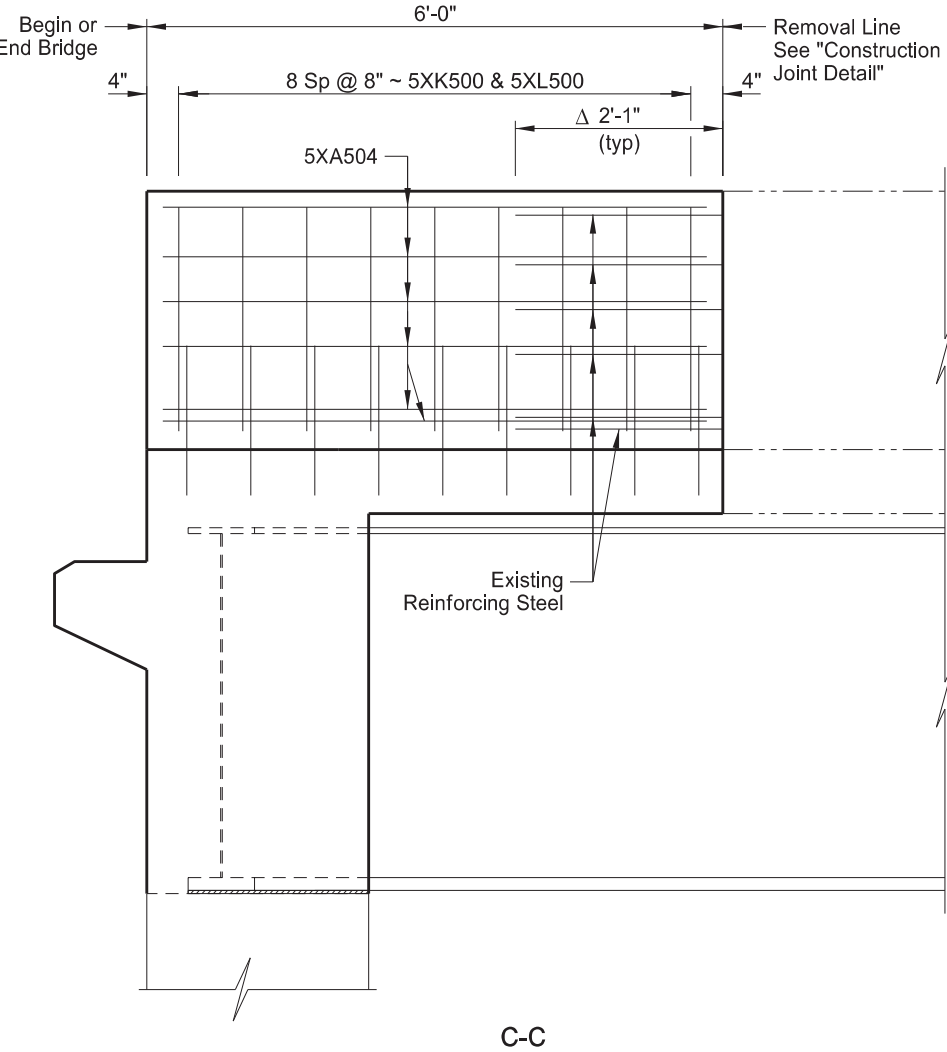 6'-0"
Begin or
End Bridge
Removal Line
See "Construction
Joint Detail"
4"
8 Sp @ 8" ~ 5XK500 & 5XL500
4"
Δ 2'-1"
(typ)
5XA504
Existing
Reinforcing Steel
C-C